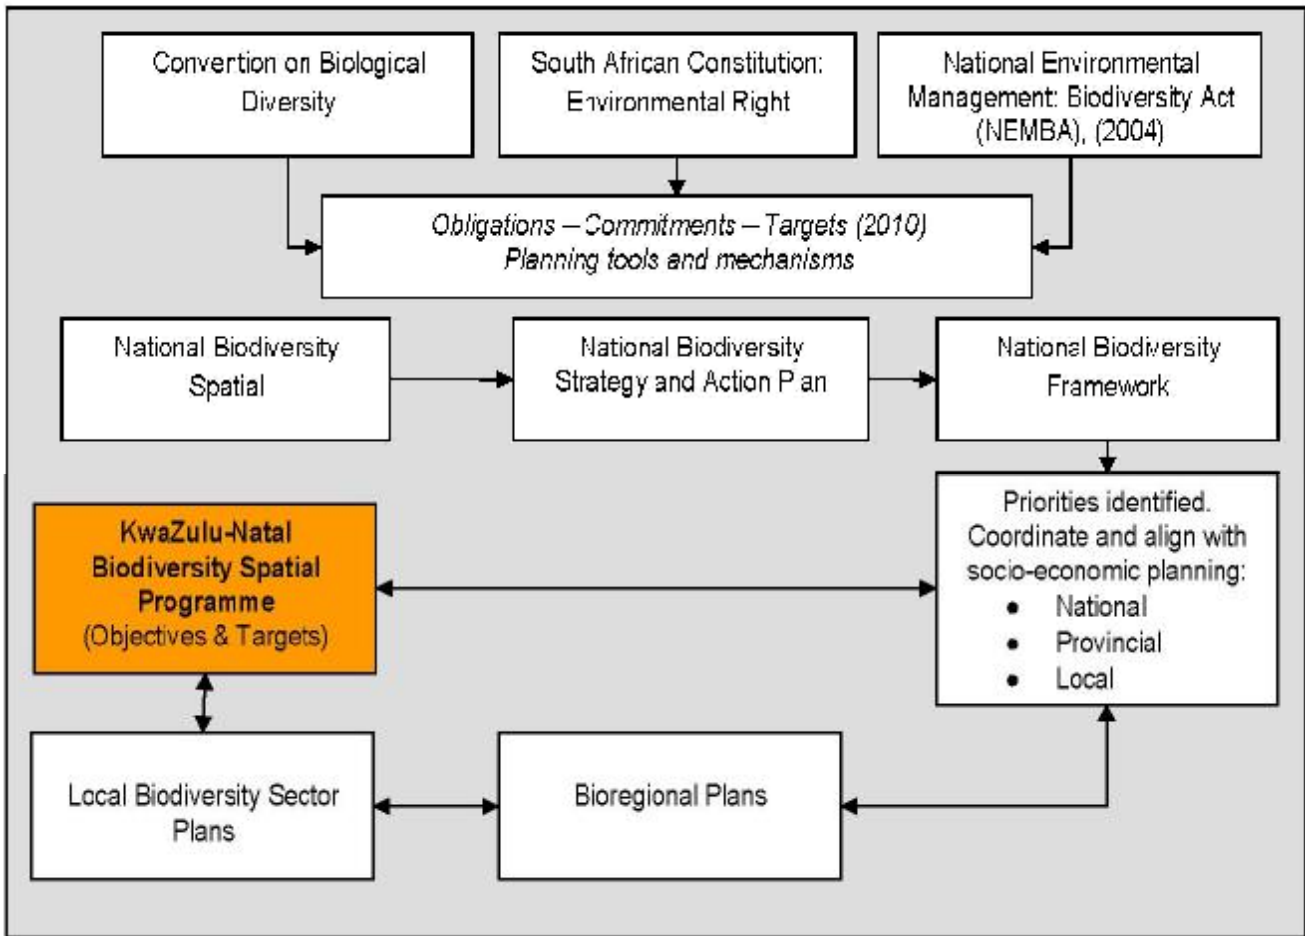 Convention on Biological
Diversity
South African Constitution:
Environmental Right
National Environmental
Management: Biodiversity Act
(NEMBA), (2004)
Obligations – Commitments – Targets (2010)
Planning tools and mechanisms
National Biodiversity
Spatial
National Biodiversity
Strategy and Action Plan
National Biodiversity
Framework
KwaZulu-Natal
Biodiversity Spatial
Programme
(Objectives & Targets)
Priorities identified.
Coordinate and align with
socio-economic planning:
• National
• Provincial
• Local
Local Biodiversity Sector
Plans
Bioregional Plans